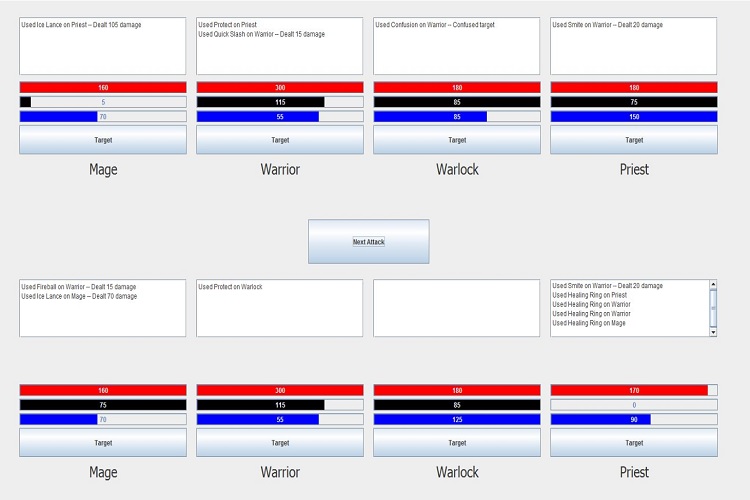 Used Ice Lance on Priest -- Dealt 105 damage
Used Protect on Priest
Used Quick Slash on Warrior -- Dealt 15 damage
Used Confusion on Warrior -- Confused target
Used Smite on Warrior -- Dealt 20 damage
160 300 180 180
5 115 85 75
70 55 85 150
Target Target Target Target
Mage Warrior Warlock Priest
Next Attack
Used Fireball on Warrior -- Dealt 15 damage
Used Ice Lance on Mage -- Dealt 70 damage
Used Protect on Warlock
Used Smite on Warrior -- Dealt 20 damage
Used Healing Ring on Priest
Used Healing Ring on Warrior
Used Healing Ring on Warrior
Used Healing Ring on Mage
160 300 180 170
75 115 85 0
70 55 125 90
Target Target Target Target
Mage Warrior Warlock Priest